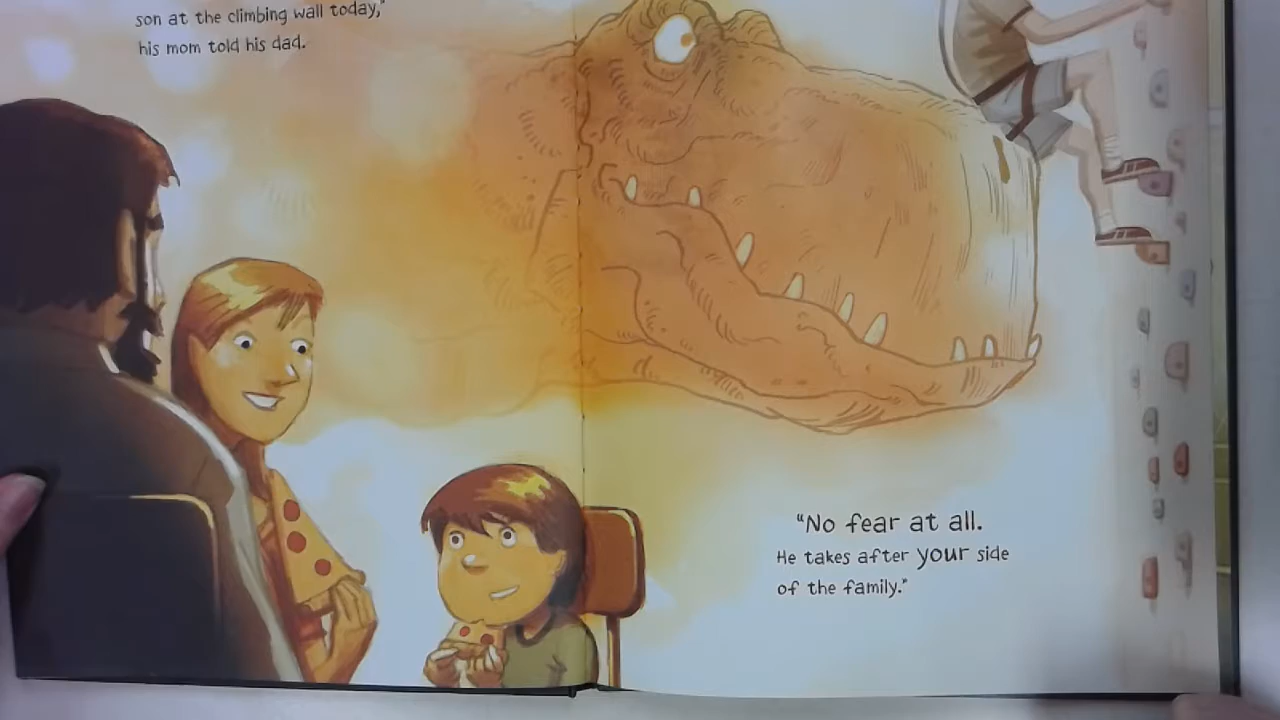 son at the climbing wall today,"
his mom told his dad.
"No fear at all.
He takes after your side
of the family."